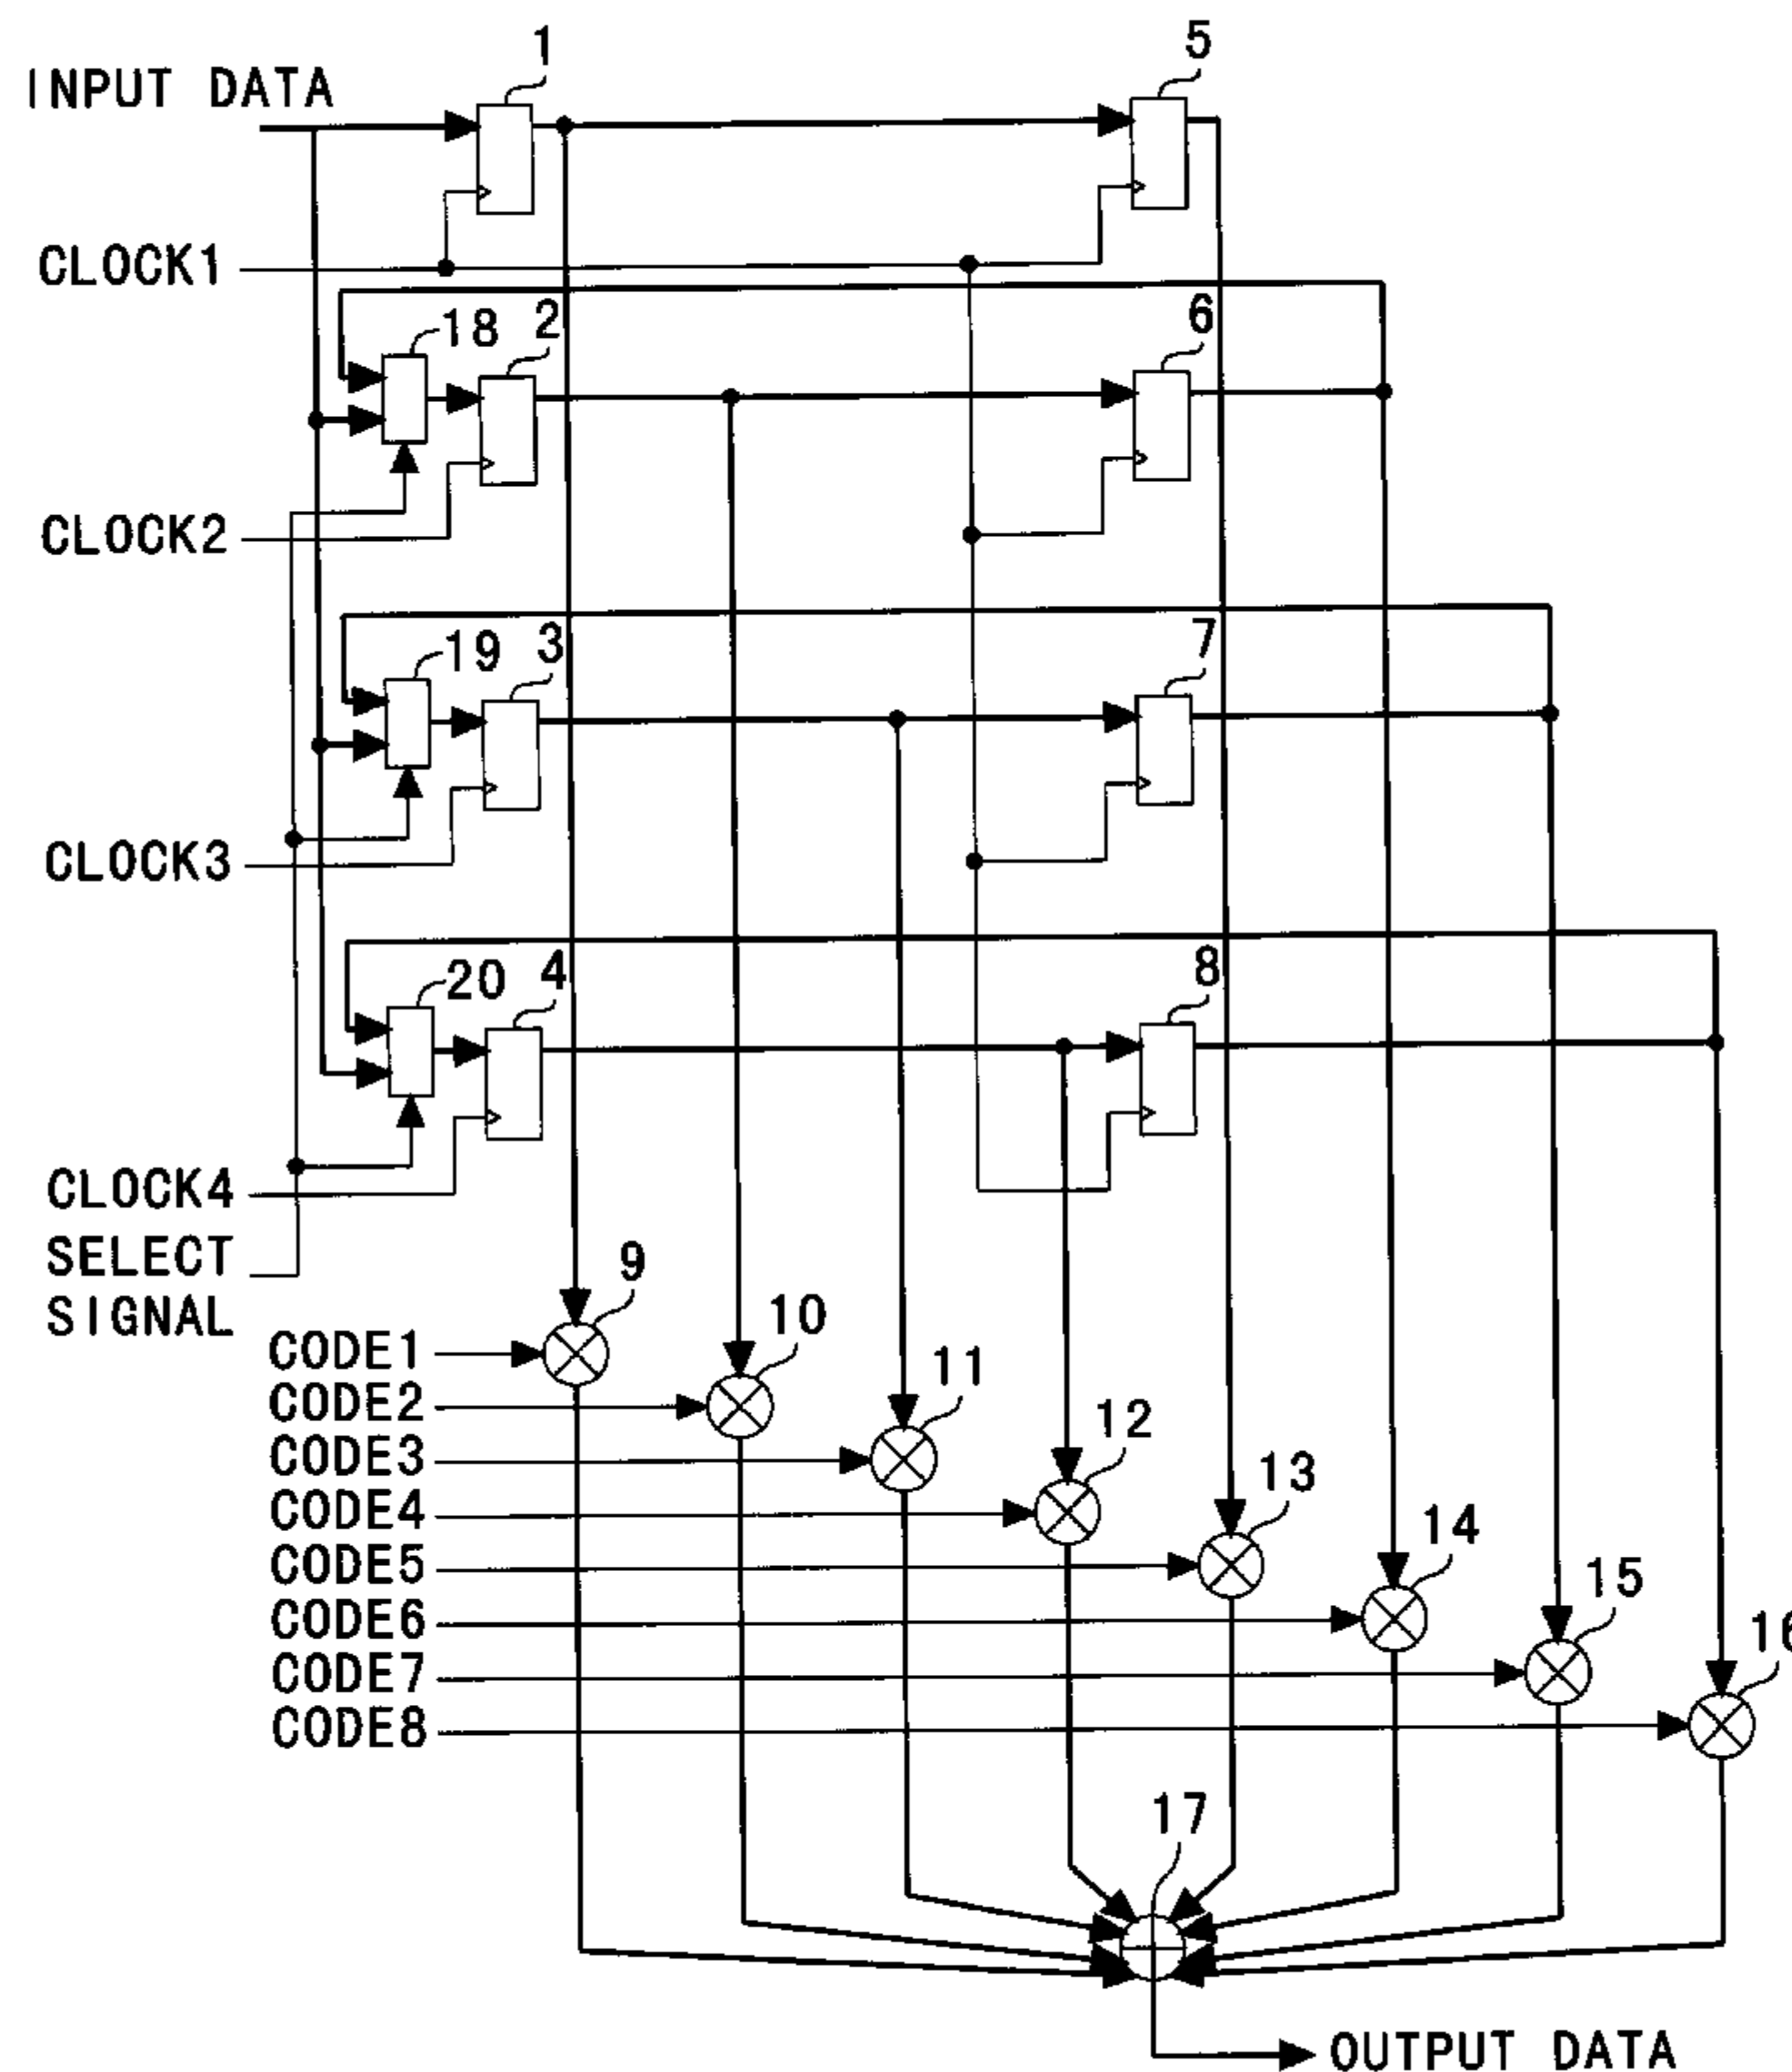 1
5
INPUT DATA
CLOCK1
18
2
6
CLOCK2
19
3
7
CLOCK3
20
4
8
CLOCK4
SELECT
SIGNAL
9
CODE1
10
CODE2
11
CODE3
12
CODE4
13
CODE5
14
CODE6
15
CODE7
16
CODE8
17
OUTPUT DATA